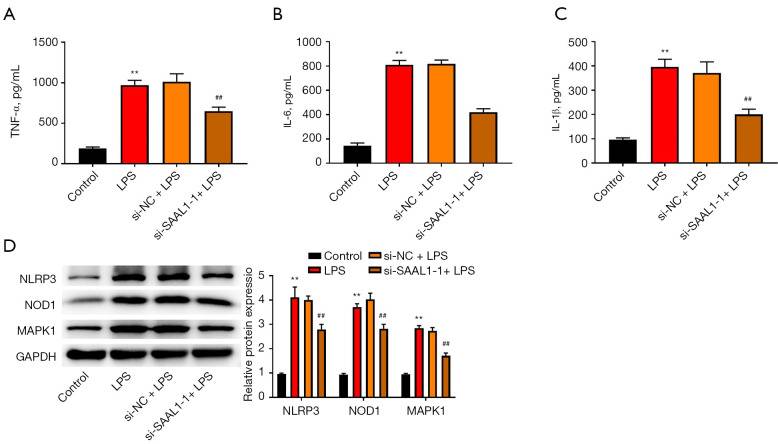 A
TNF-α, pg/mL
1500
1000
500
0
**
##
Control
LPS
si-NC + LPS
si-SAAL1-1+ LPS
B
IL-6, pg/mL
1000
800
600
400
200
0
**
Control
LPS
si-NC + LPS
si-SAAL1-1+ LPS
C
IL-1β, pg/mL
500
400
300
200
100
0
**
##
Control
LPS
si-NC + LPS
si-SAAL1-1+ LPS
D
NLRP3
NOD1
MAPK1
GAPDH
Control
LPS
si-NC + LPS
si-SAAL1-1+ LPS
Control
LPS
si-NC + LPS
si-SAAL1-1+ LPS
Relative protein expressio
5
4
3
2
1
0
**
##
**
##
**
##
NLRP3
NOD1
MAPK1